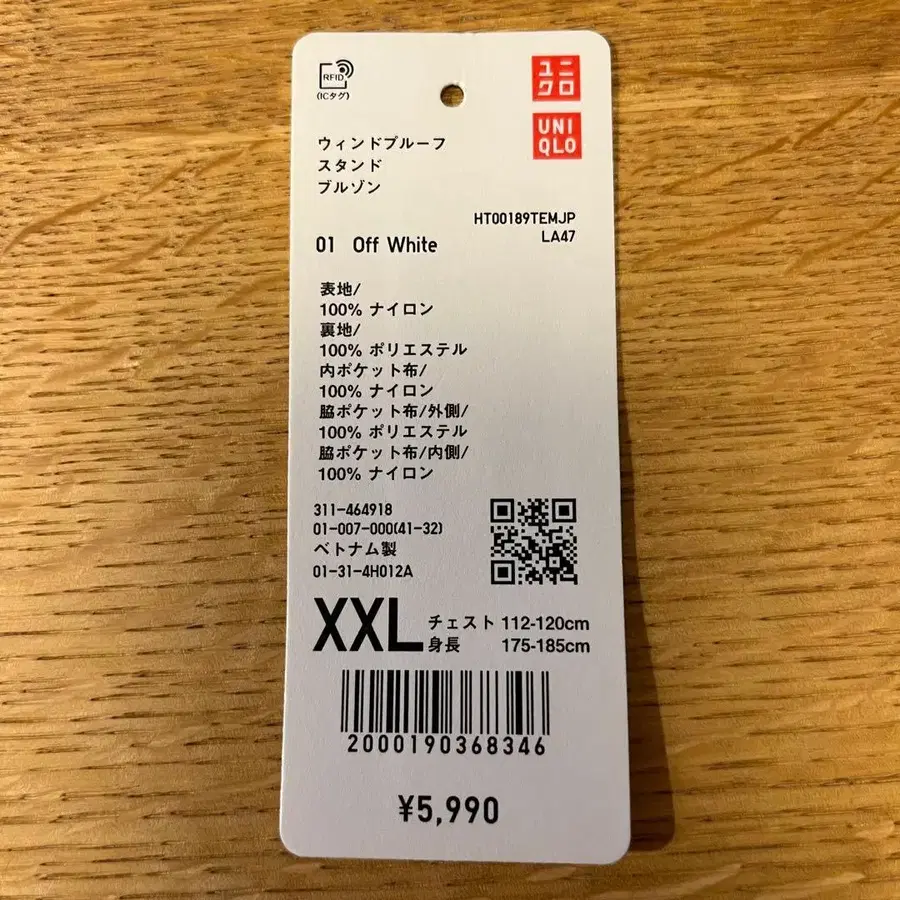 RFID
(ICタグ)
ユニ
クロ
UNI
QLO
ウィンドプルーフ
スタンド
ブルゾン
HT00189TEMJP
LA47
01 Off White
表地/
100% ナイロン
裏地/
100% ポリエステル
内ポケット布/
100% ナイロン
脇ポケット布/外側/
100% ポリエステル
脇ポケット布/内側/
100% ナイロン
311-464918
01-007-000(41-32)
ベトナム製
01-31-4H012A
XXL チェスト 112-120cm
身長 175-185cm
2000190368346
¥5,990